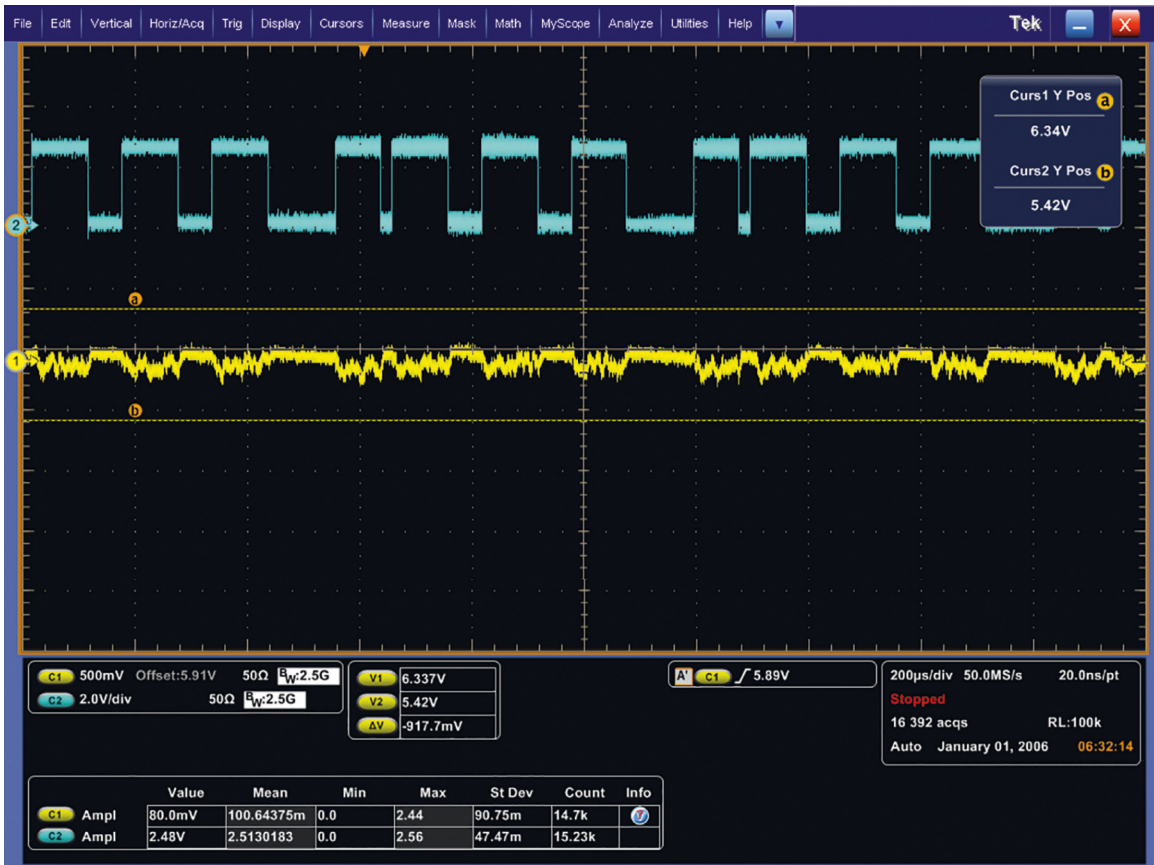 File Edit Vertical Horiz/Acq Trig Display Cursors Measure Mask Math MyScope Analyze Utilities Help Tek X
Curs1 Y Pos a
6.34V
Curs2 Y Pos b
5.42V
2
a
1
b
C1 500mV Offset:5.91V 50Ω BW:2.5G
C2 2.0V/div 50Ω BW:2.5G
V1 6.337V
V2 5.42V
ΔV -917.7mV
A' C1 5.89V
200µs/div 50.0MS/s 20.0ns/pt
Stopped
16 392 acqs RL:100k
Auto January 01, 2006 06:32:14
Value Mean Min Max St Dev Count Info
C1 Ampl 80.0mV 100.64375m 0.0 2.44 90.75m 14.7k
C2 Ampl 2.48V 2.5130183 0.0 2.56 47.47m 15.23k